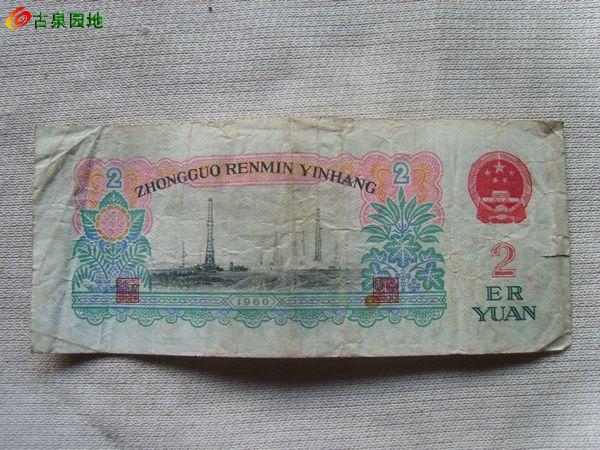 古泉园地
ZHONGGUO RENMIN YINHANG
2
2
2
1960
ER
YUAN